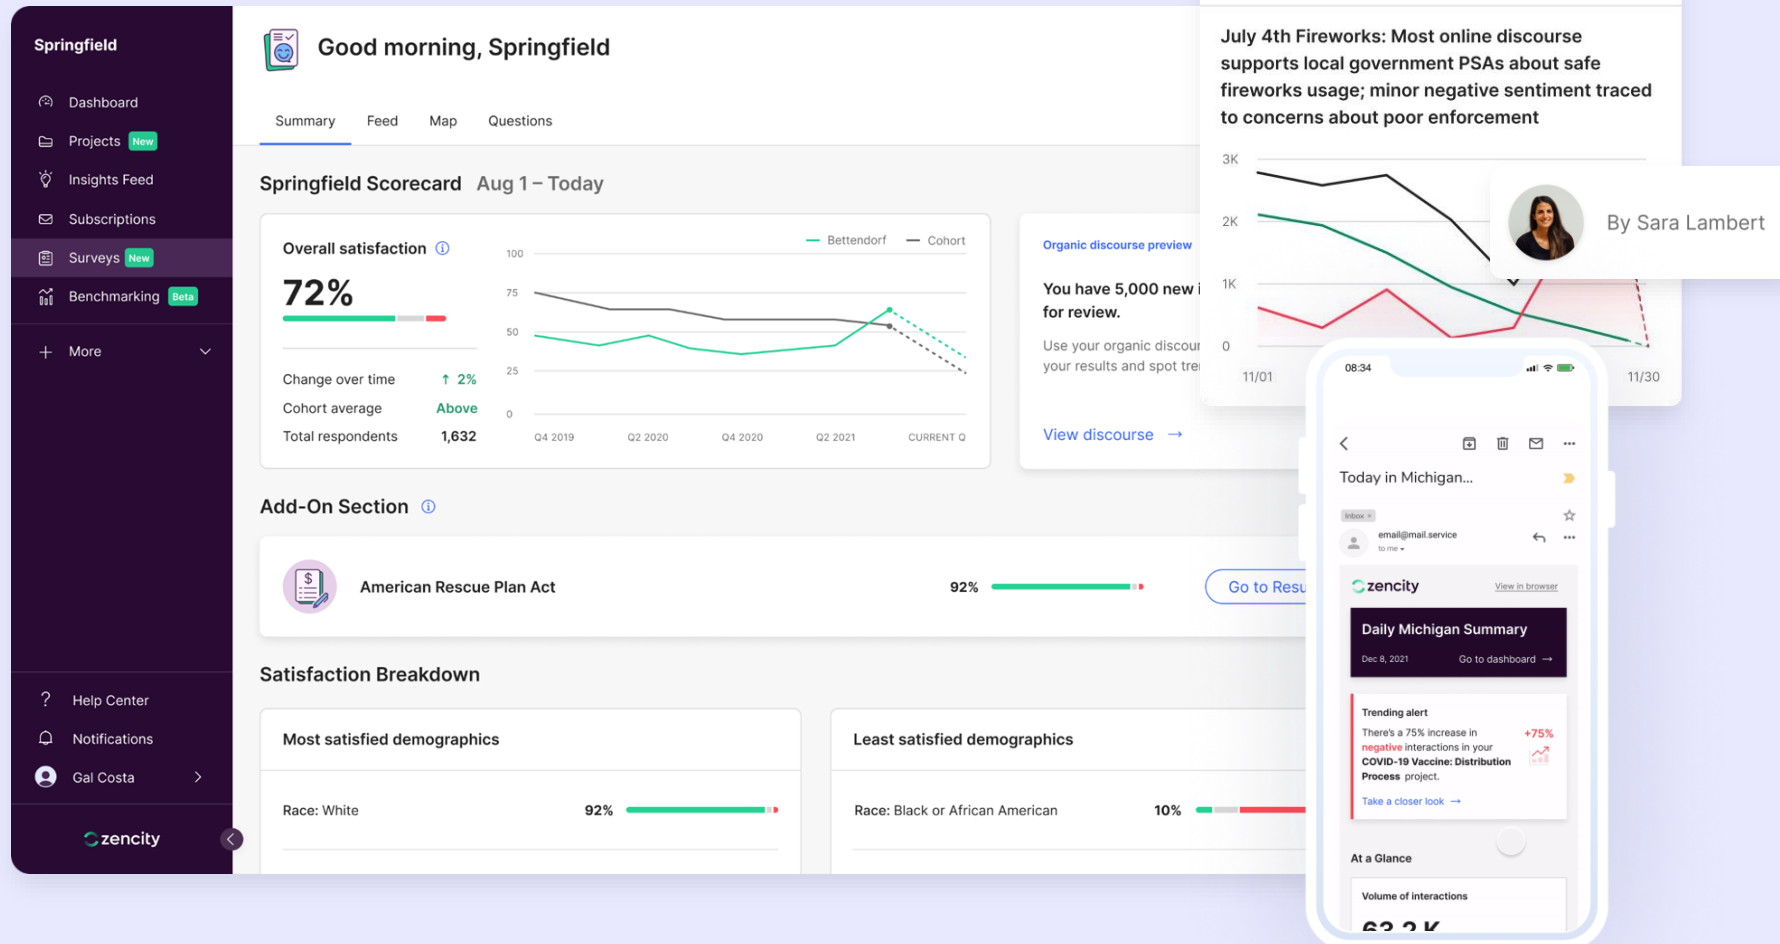 Springfield
Dashboard
Projects New
Insights Feed
Subscriptions
Surveys New
Benchmarking Beta
More
Help Center
Notifications
Gal Costa
zencity
Good morning, Springfield
Summary Feed Map Questions
Springfield Scorecard Aug 1 – Today
Overall satisfaction
72%
Change over time ↑ 2%
Cohort average Above
Total respondents 1,632
Bettendorf Cohort
100
75
50
25
0
Q4 2019 Q2 2020 Q4 2020 Q2 2021 CURRENT Q
Organic discourse preview
You have 5,000 new
for review.
Use your organic
your results and spot
View discourse →
Add-On Section
American Rescue Plan Act 92% Go to
Satisfaction Breakdown
Most satisfied demographics
Race: White 92%
Least satisfied demographics
Race: Black or African American 10%
July 4th Fireworks: Most online discourse
supports local government PSAs about safe
fireworks usage; minor negative sentiment traced
to concerns about poor enforcement
3K
2K
1K
0
11/01 11/30
By Sara Lambert
08:34
Today in Michigan...
Inbox ×
email@mail.service
to me
zencity View in browser
Daily Michigan Summary
Dec 8, 2021 Go to dashboard →
Trending alert
There's a 75% increase in
negative interactions in your
COVID-19 Vaccine: Distribution
Process project.
+75%
Take a closer look →
At a Glance
Volume of interactions
63.2 K